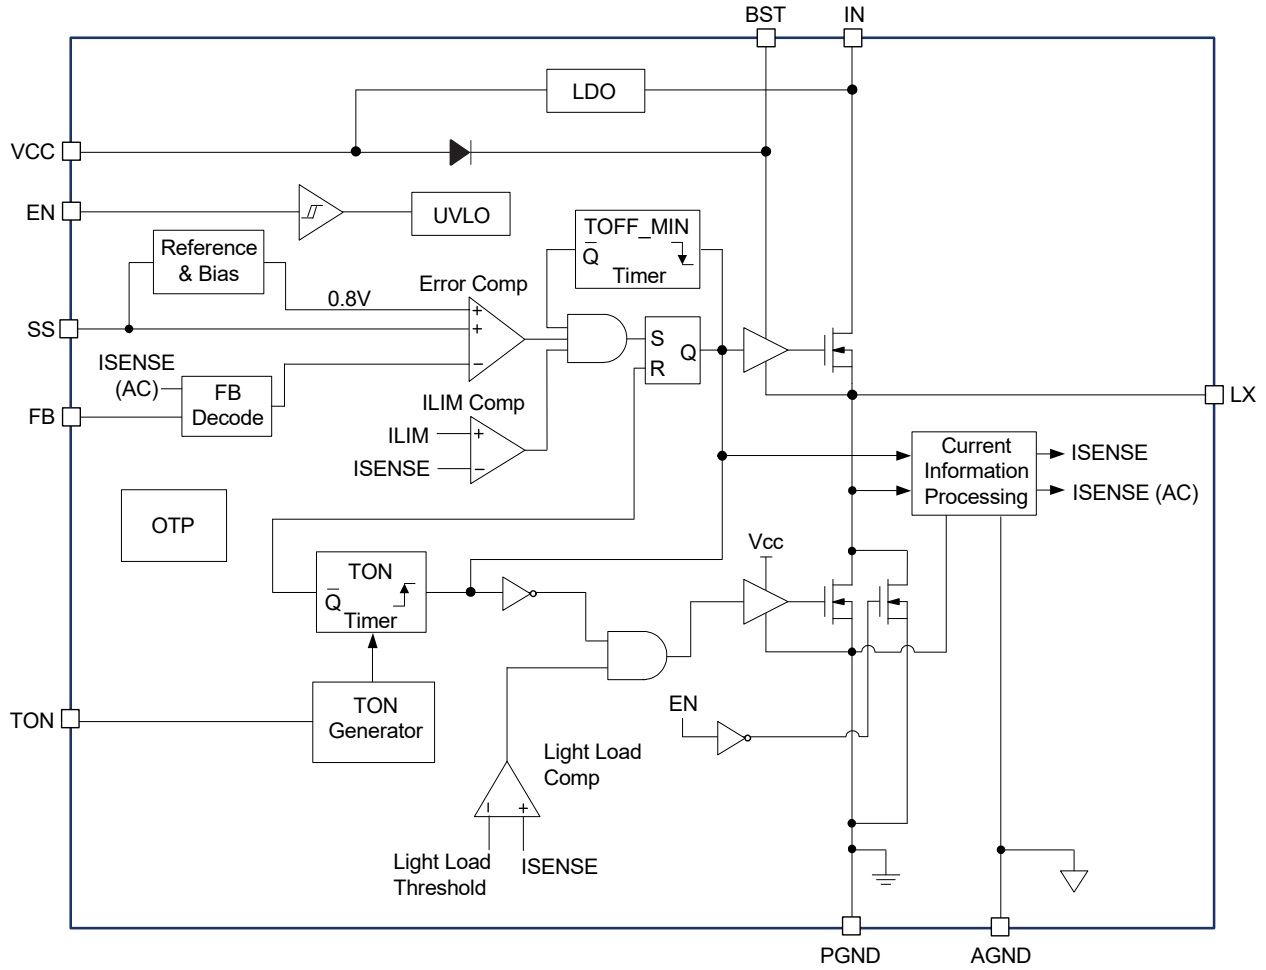 BST
IN
LDO
VCC
EN
UVLO
TOFF_MIN
Q̅
Timer
Reference
& Bias
Error Comp
0.8V
+
+
−
SS
S
R
Q
ISENSE
(AC)
FB
Decode
FB
LX
ILIM Comp
ILIM
+
ISENSE
−
Current
Information
Processing
ISENSE
ISENSE (AC)
OTP
Vcc
TON
Q̅
Timer
TON
TON
Generator
EN
Light Load
Comp
−
+
Light Load
Threshold
ISENSE
PGND
AGND